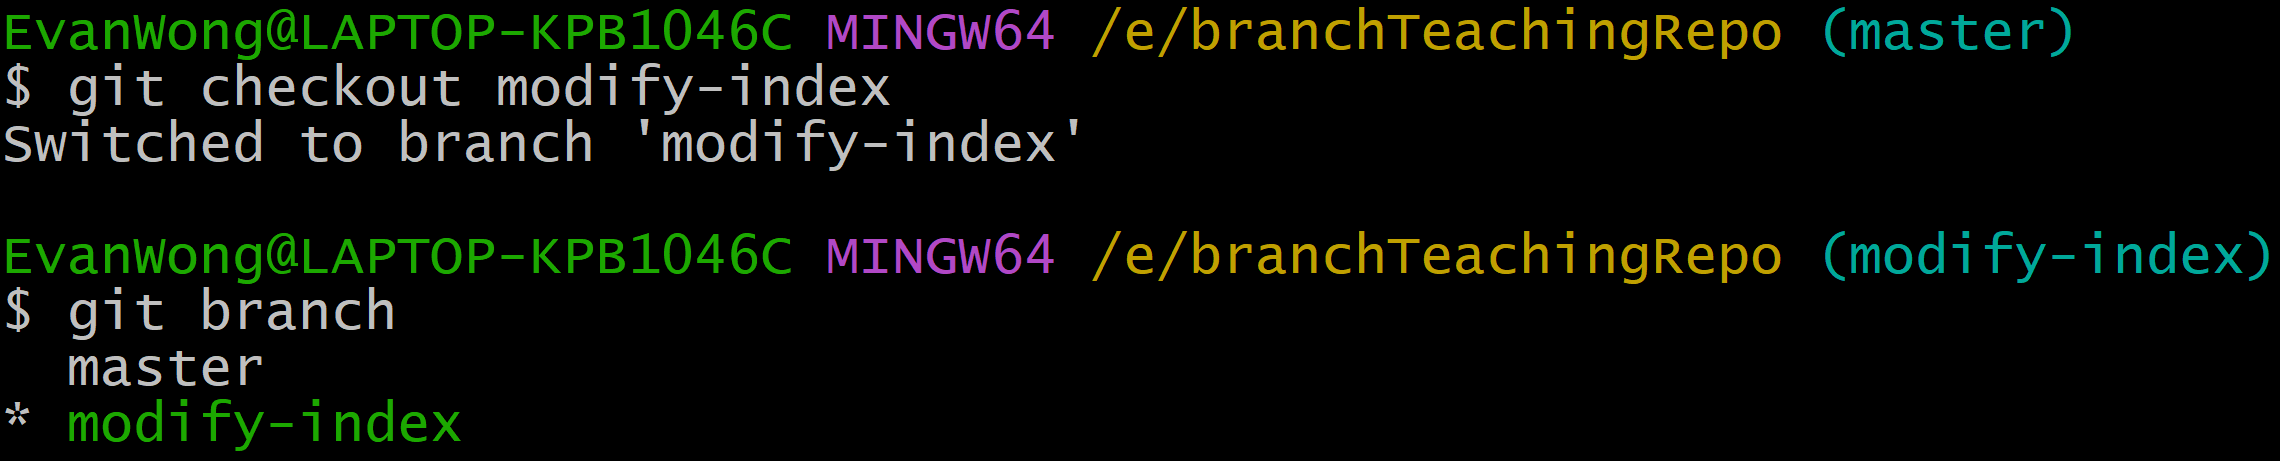 EvanWong@LAPTOP-KPB1046C MINGW64 /e/branchTeachingRepo (master)
$ git checkout modify-index
Switched to branch 'modify-index'
EvanWong@LAPTOP-KPB1046C MINGW64 /e/branchTeachingRepo (modify-index)
$ git branch
  master
* modify-index